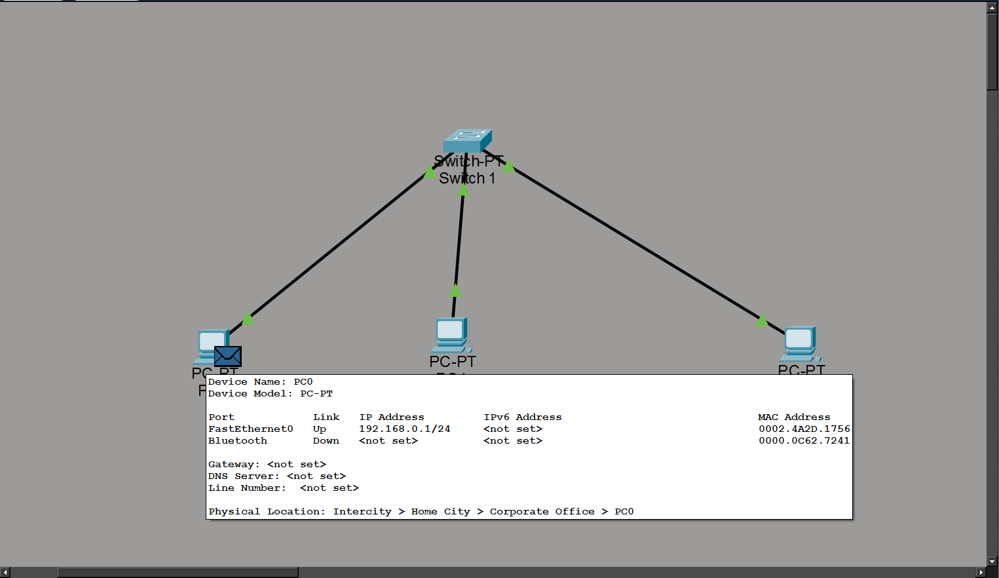 Switch-PT
Switch 1
PC-PT
PC-PT
PC-PT
Device Name: PC0
Device Model: PC-PT
Port Link IP Address IPv6 Address MAC Address
FastEthernet0 Up 192.168.0.1/24 <not set> 0002.4A2D.1756
Bluetooth Down <not set> <not set> 0000.0C62.7241
Gateway: <not set>
DNS Server: <not set>
Line Number: <not set>
Physical Location: Intercity > Home City > Corporate Office > PC0